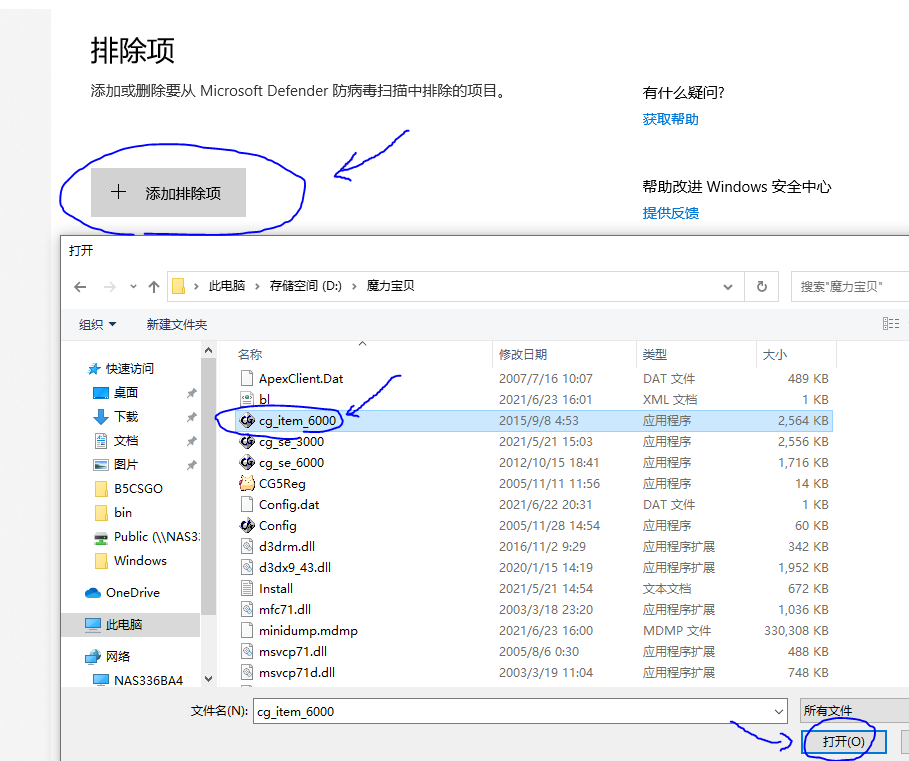 排除项
添加或删除要从 Microsoft Defender 防病毒扫描中排除的项目。
有什么疑问?
获取帮助
+ 添加排除项
帮助改进 Windows 安全中心
提供反馈
打开
此电脑 › 存储空间 (D:) › 魔力宝贝
搜索"魔力宝贝"
组织 新建文件夹
名称 修改日期 类型 大小
快速访问
桌面
下载
文档
图片
B5CSGO
bin
Public (\\NAS33
Windows
OneDrive
此电脑
网络
NAS336BA4
ApexClient.Dat 2007/7/16 10:07 DAT 文件 489 KB
bl 2021/6/23 16:01 XML 文档 1 KB
cg_item_6000 2015/9/8 4:53 应用程序 2,564 KB
cg_se_3000 2021/5/21 15:03 应用程序 2,556 KB
cg_se_6000 2012/10/15 18:41 应用程序 1,716 KB
CG5Reg 2005/11/11 11:56 应用程序 14 KB
Config.dat 2021/6/22 20:31 DAT 文件 1 KB
Config 2005/11/28 14:54 应用程序 60 KB
d3drm.dll 2016/11/2 9:29 应用程序扩展 342 KB
d3dx9_43.dll 2020/1/15 14:19 应用程序扩展 1,952 KB
Install 2021/5/21 14:54 文本文档 672 KB
mfc71.dll 2003/3/18 23:20 应用程序扩展 1,036 KB
minidump.mdmp 2021/6/23 16:00 MDMP 文件 330,308 KB
msvcp71.dll 2005/8/6 0:30 应用程序扩展 488 KB
msvcp71d.dll 2003/3/19 11:04 应用程序扩展 748 KB
文件名(N): cg_item_6000 所有文件
打开(O)